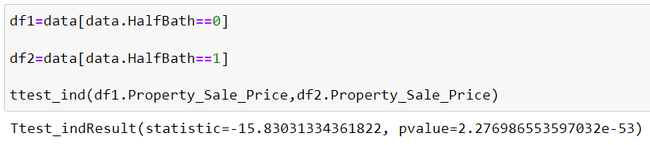 df1=data[data.HalfBath==0]
df2=data[data.HalfBath==1]
ttest_ind(df1.Property_Sale_Price,df2.Property_Sale_Price)
Ttest_indResult(statistic=-15.83031334361822, pvalue=2.276986553597032e-53)